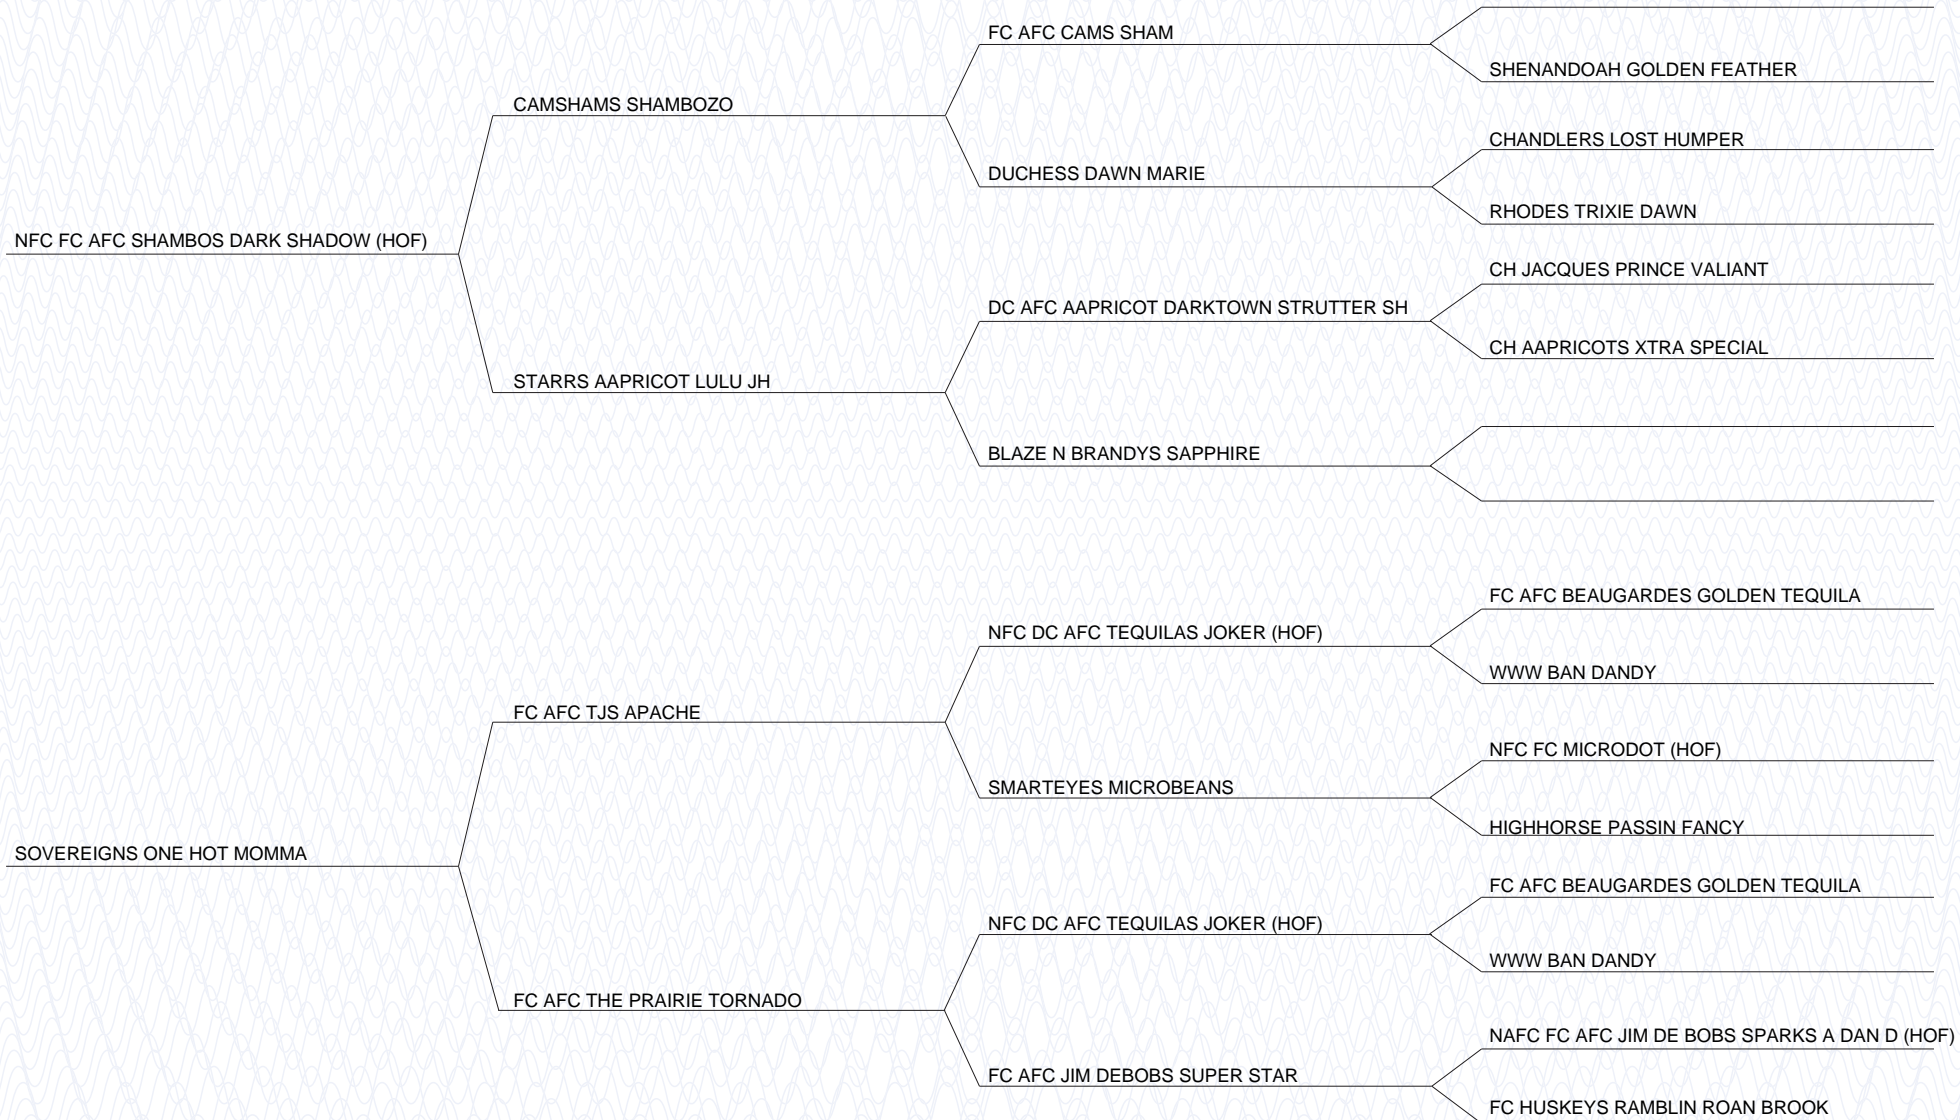 FC AFC CAMS SHAM
SHENANDOAH GOLDEN FEATHER
CAMSHAMS SHAMBOZO
CHANDLERS LOST HUMPER
DUCHESS DAWN MARIE
RHODES TRIXIE DAWN
NFC FC AFC SHAMBOS DARK SHADOW (HOF)
CH JACQUES PRINCE VALIANT
DC AFC AAPRICOT DARKTOWN STRUTTER SH
CH AAPRICOTS XTRA SPECIAL
STARRS AAPRICOT LULU JH
BLAZE N BRANDYS SAPPHIRE
FC AFC BEAUGARDES GOLDEN TEQUILA
NFC DC AFC TEQUILAS JOKER (HOF)
WWW BAN DANDY
FC AFC TJS APACHE
NFC FC MICRODOT (HOF)
SMARTEYES MICROBEANS
HIGHHORSE PASSIN FANCY
SOVEREIGNS ONE HOT MOMMA
FC AFC BEAUGARDES GOLDEN TEQUILA
NFC DC AFC TEQUILAS JOKER (HOF)
WWW BAN DANDY
FC AFC THE PRAIRIE TORNADO
NAFC FC AFC JIM DE BOBS SPARKS A DAN D (HOF)
FC AFC JIM DEBOBS SUPER STAR
FC HUSKEYS RAMBLIN ROAN BROOK